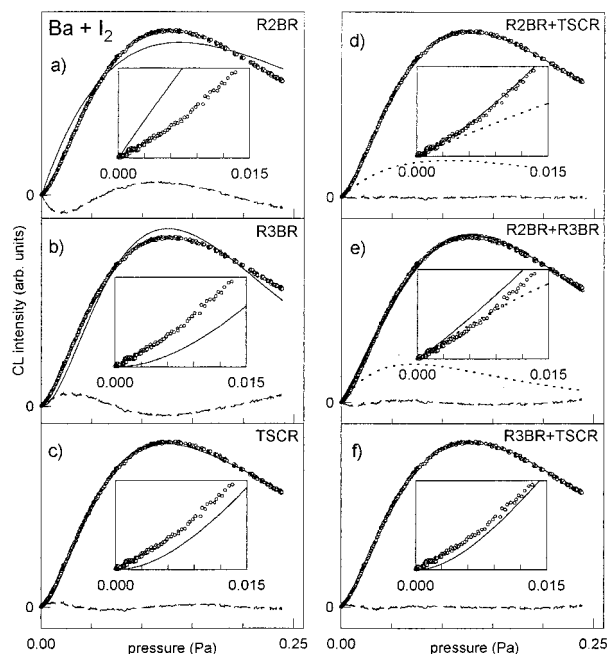 Ba + I2
a)
0.000
0.015
0
b)
R3BR
0.000
0.015
0
c)
TSCR
0.000
0.015
0
0.00
pressure (Pa)
0.25
CL intensity (arb. units)
R2BR
d)
R2BR+TSCR
0.000
0.015
0
e)
R2BR+R3BR
0.000
0.015
0
f)
R3BR+TSCR
0.000
0.015
0
0.00
pressure (Pa)
0.25